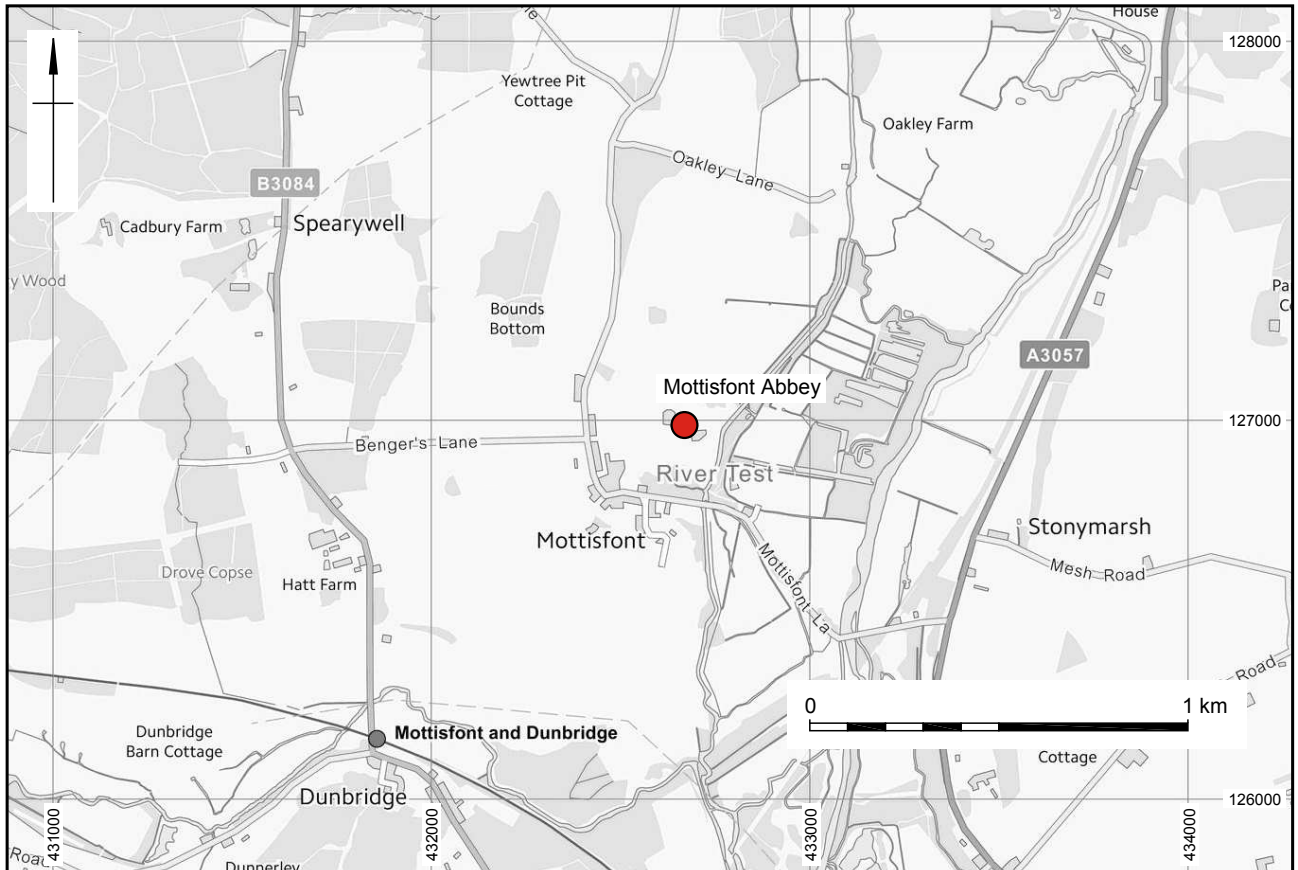 House
128000
Yewtree Pit
Cottage
Oakley Farm
Oakley Lane
B3084
Cadbury Farm
Spearywell
y Wood
Bounds
Bottom
A3057
Mottisfont Abbey
127000
Benger's Lane
River Test
Mottisfont
Stonymarsh
Mesh Road
Drove Copse
Hatt Farm
Mottisfont La
Road
0
1 km
Mottisfont and Dunbridge
Dunbridge
Barn Cottage
Cottage
Dunbridge
126000
431000
432000
433000
434000
Road
Dunnerley